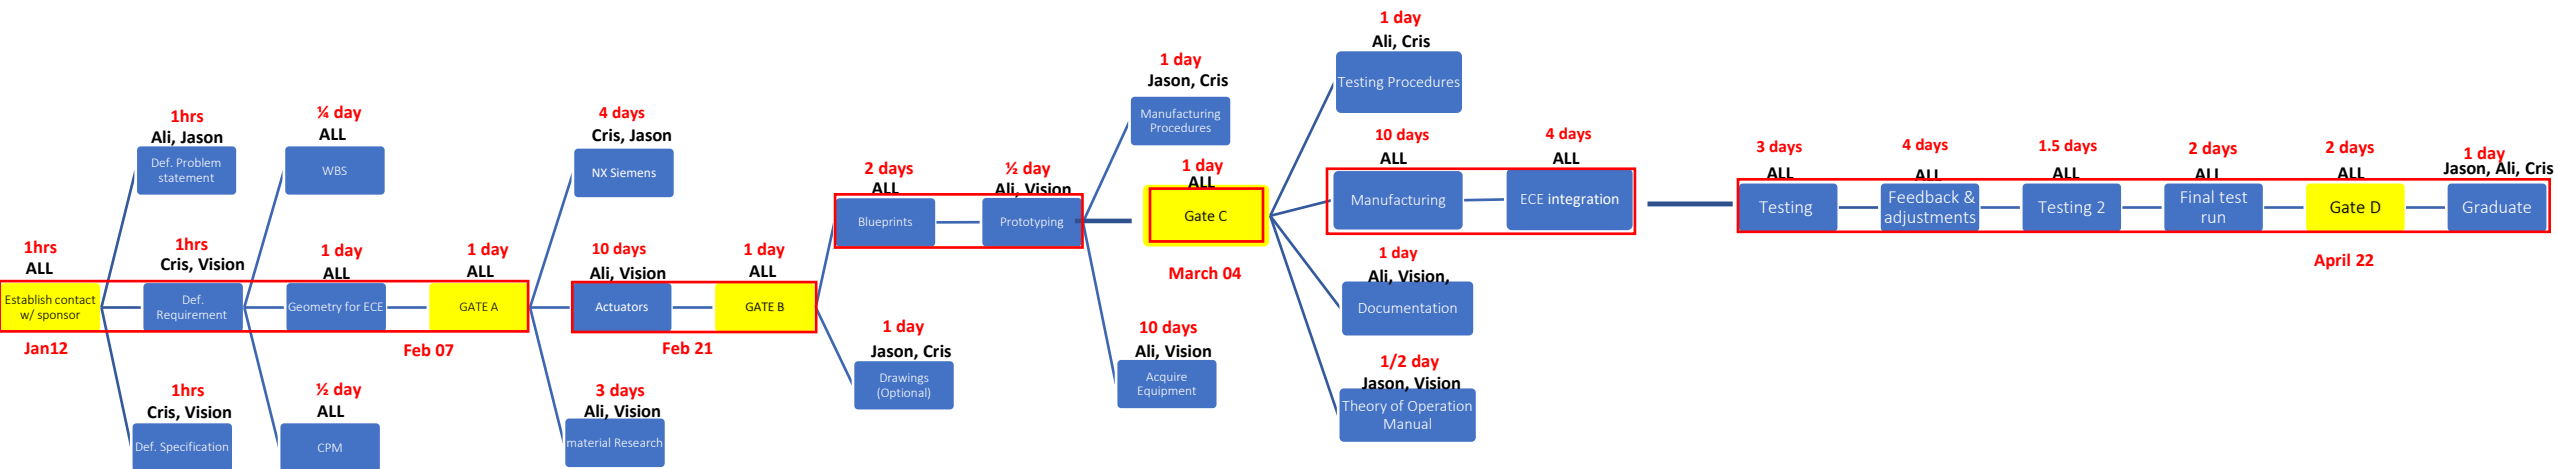 1hrs
ALL
Establish contact
w/ sponsor
Jan12
1hrs
Ali, Jason
Def. Problem
statement
1hrs
Cris, Vision
Def.
Requirement
1hrs
Cris, Vision
Def. Specification
¼ day
ALL
WBS
1 day
ALL
Geometry for ECE
½ day
ALL
CPM
1 day
ALL
GATE A
Feb 07
4 days
Cris, Jason
NX Siemens
10 days
Ali, Vision
Actuators
3 days
Ali, Vision
material Research
1 day
ALL
GATE B
Feb 21
2 days
ALL
Blueprints
1 day
Jason, Cris
Drawings
(Optional)
½ day
Ali, Vision
Prototyping
1 day
Jason, Cris
Manufacturing
Procedures
1 day
ALL
Gate C
March 04
10 days
Ali, Vision
Acquire
Equipment
1 day
Ali, Cris
Testing Procedures
10 days
ALL
Manufacturing
4 days
ALL
ECE integration
1 day
Ali, Vision,
Documentation
1/2 day
Jason, Vision
Theory of Operation
Manual
3 days
ALL
Testing
4 days
ALL
Feedback &
adjustments
1.5 days
ALL
Testing 2
2 days
ALL
Final test
run
2 days
ALL
Gate D
April 22
1 day
Jason, Ali, Cris
Graduate